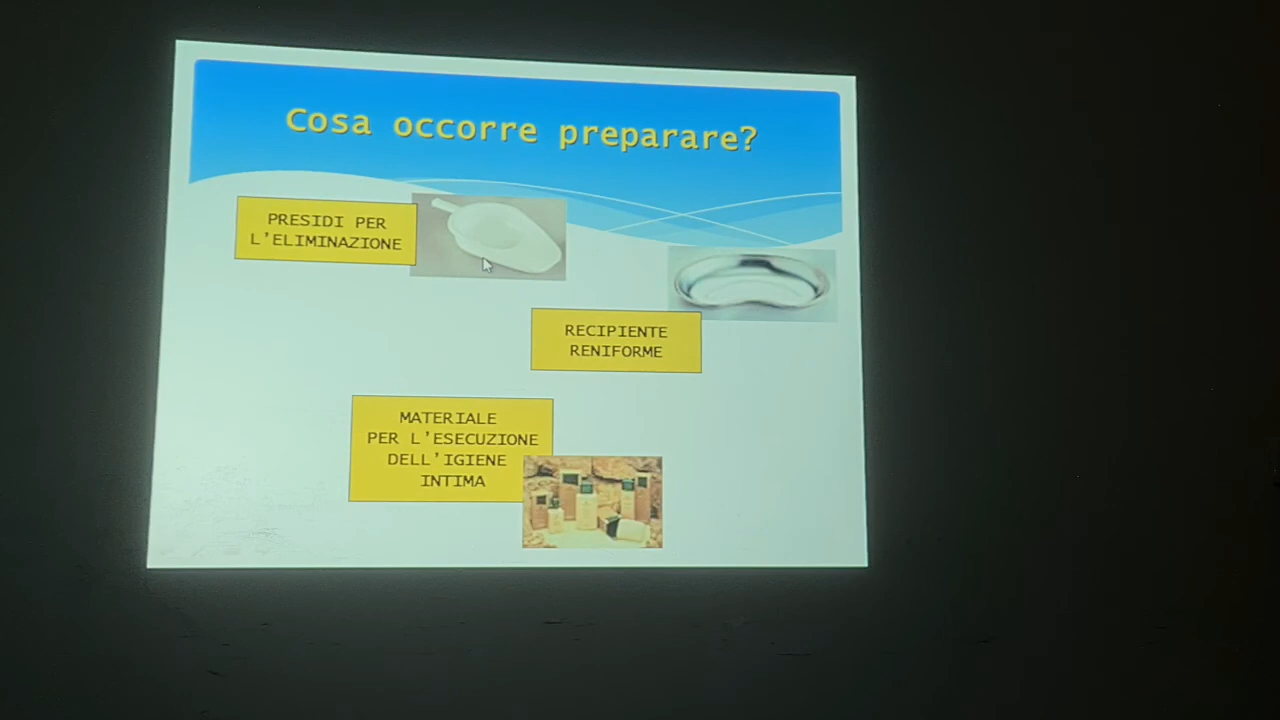 Cosa occorre preparare?
PRESIDI PER
L'ELIMINAZIONE
RECIPIENTE
RENIFORME
MATERIALE
PER L'ESECUZIONE
DELL'IGIENE
INTIMA